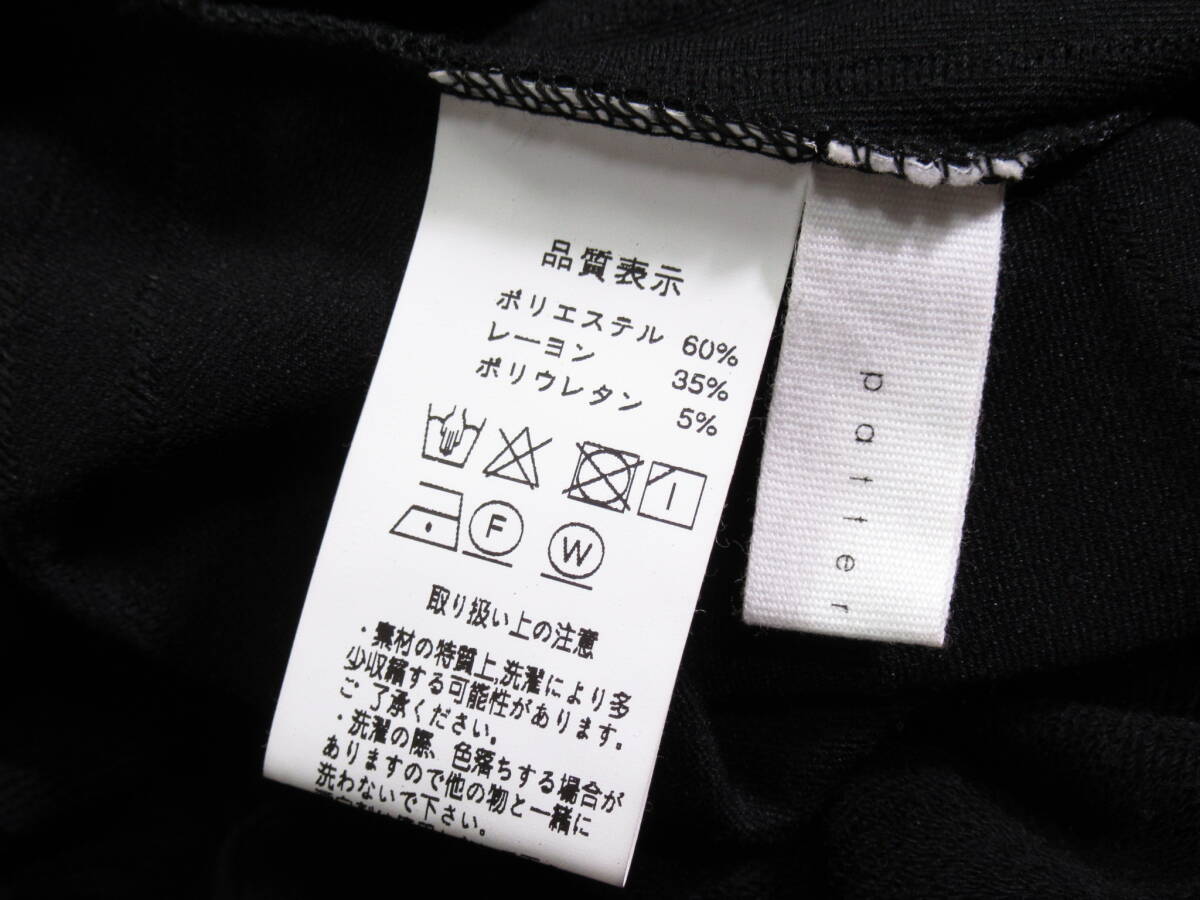 品質表示
ポリエステル 60%
レーヨン 35%
ポリウレタン 5%
F W
取り扱い上の注意
・素材の特質上,洗濯により多
少収縮する可能性があります。
ご了承ください。
・洗濯の際、色落ちする場合が
ありますので他の物と一緒に
洗わないで下さい。
patter